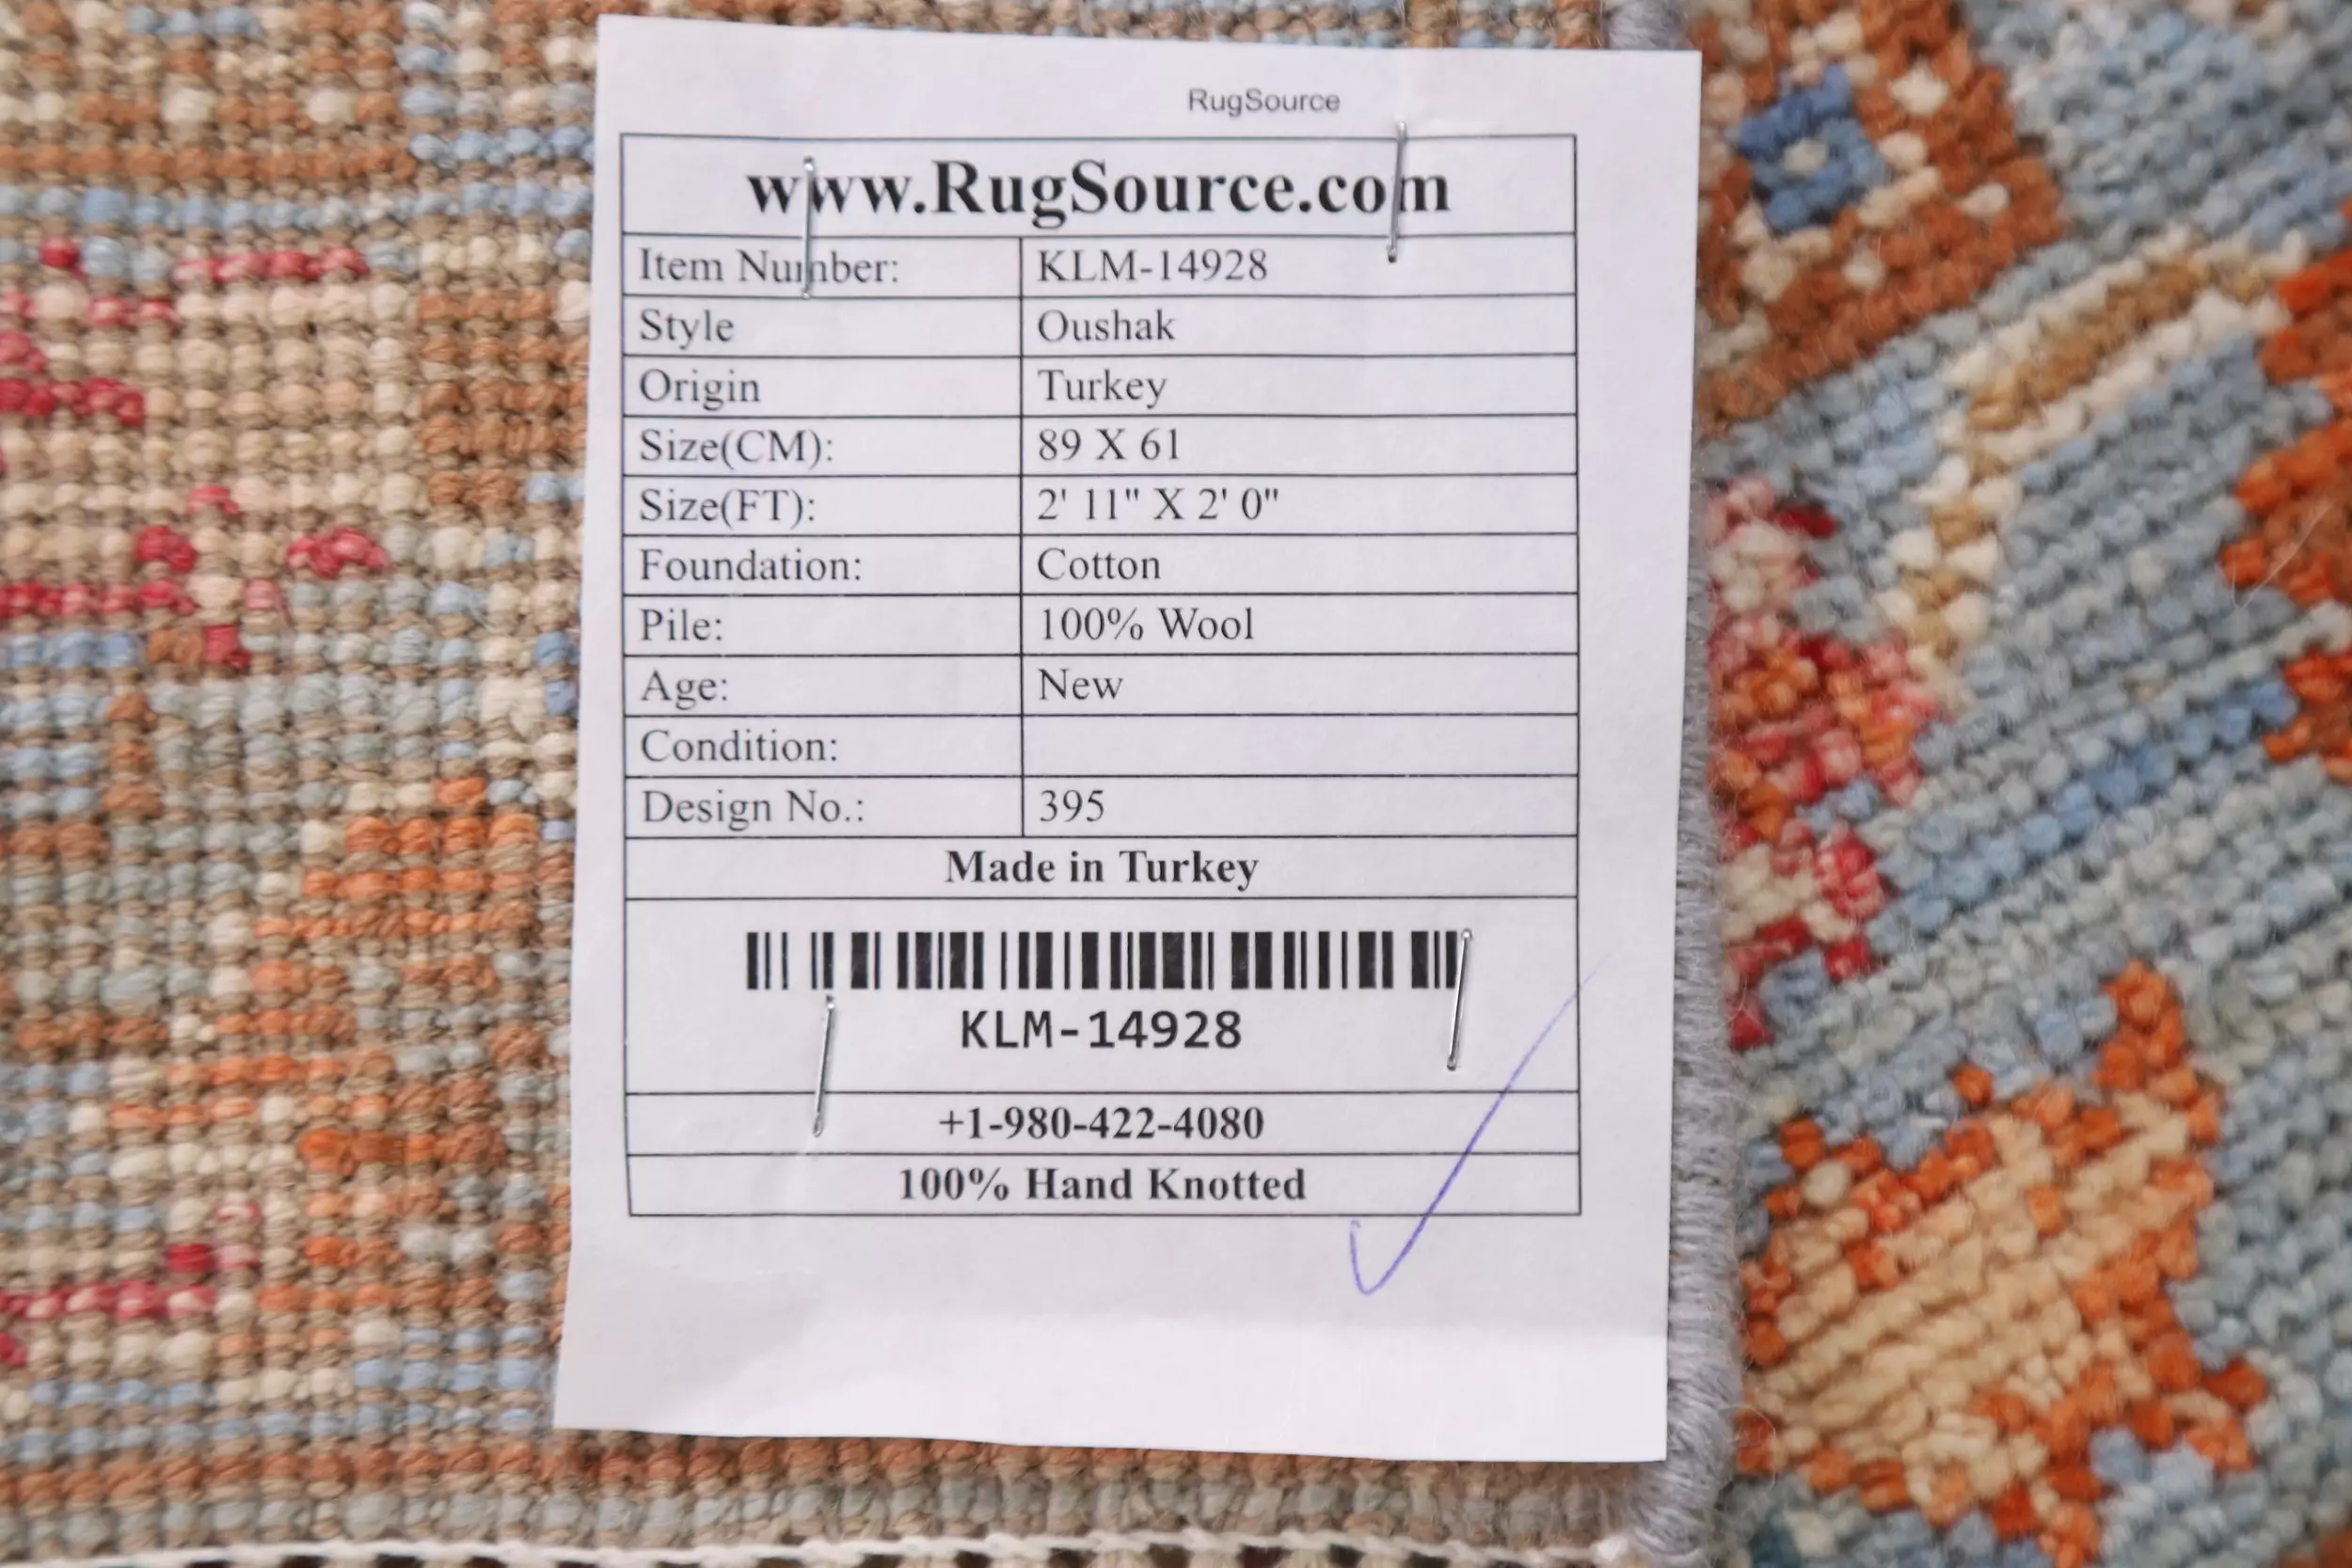 RugSource
www.RugSource.com
Item Number: KLM-14928
Style Oushak
Origin Turkey
Size(CM): 89 X 61
Size(FT): 2' 11" X 2' 0"
Foundation: Cotton
Pile: 100% Wool
Age: New
Condition:
Design No.: 395
Made in Turkey
KLM-14928
+1-980-422-4080
100% Hand Knotted